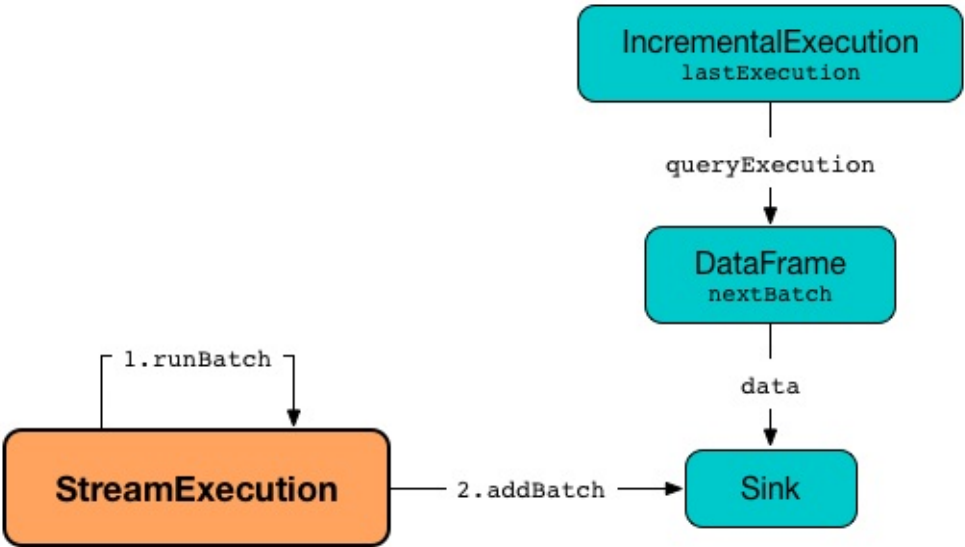 IncrementalExecution
lastExecution
queryExecution
DataFrame
nextBatch
1.runBatch
data
StreamExecution
2.addBatch
Sink